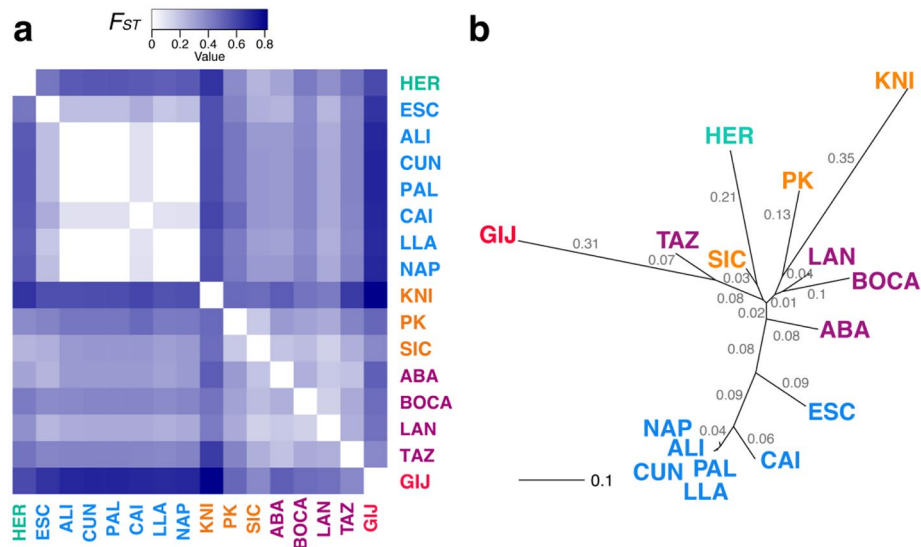 a
FST
0 0.2 0.4 0.6 0.8
Value
HER
ESC
ALI
CUN
PAL
CAI
LLA
NAP
KNI
PK
SIC
ABA
BOCA
LAN
TAZ
GIJ
HER ESC ALI CUN PAL CAI LLA NAP KNI PK SIC ABA BOCA LAN TAZ GIJ
b
KNI
HER
0.35
PK
0.21
0.13
GIJ
TAZ
0.31
LAN
0.07
SIC
0.03
0.04
BOCA
0.08
0.01
0.1
0.02
ABA
0.08
0.08
0.09
0.09
ESC
NAP
0.04
ALI
0.06
CAI
CUN PAL
LLA
0.1